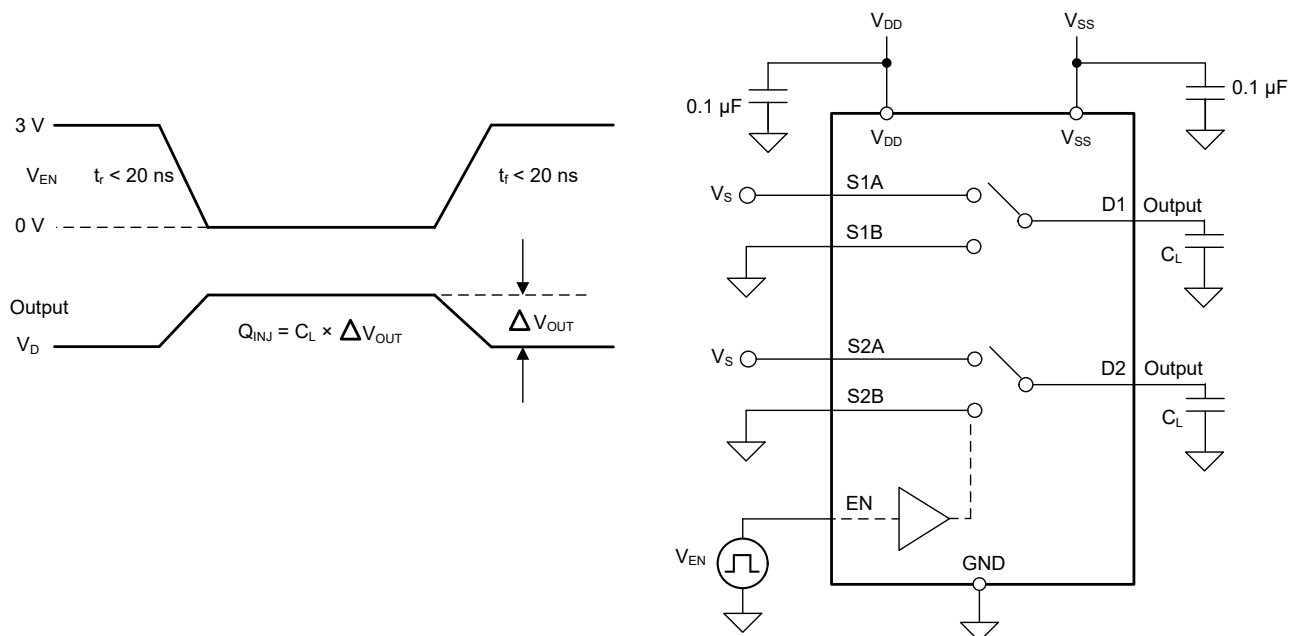 3 V
V_EN
t_r < 20 ns
t_f < 20 ns
0 V
Output
V_D
Q_INJ = C_L × Δ V_OUT
Δ V_OUT
V_DD
V_SS
0.1 µF
0.1 µF
V_DD
V_SS
V_S
S1A
D1
Output
S1B
C_L
V_S
S2A
D2
Output
S2B
C_L
EN
V_EN
GND